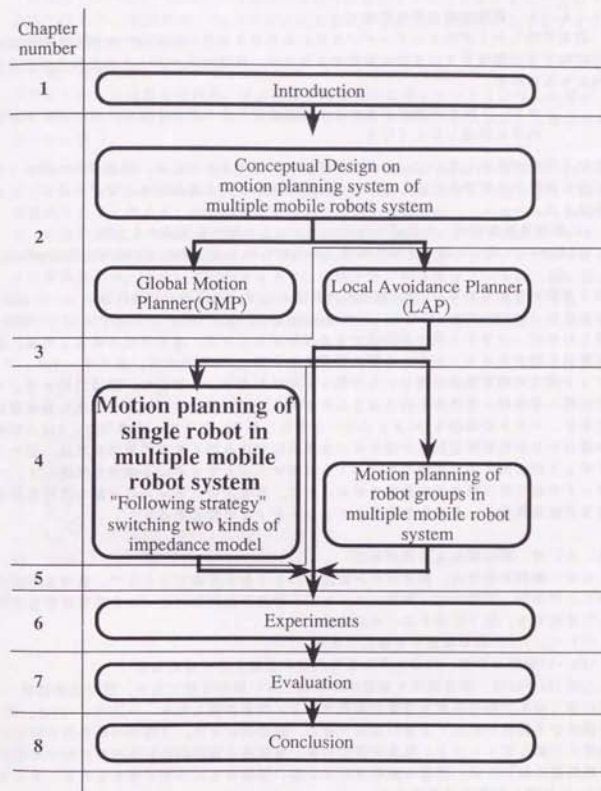 Chapter
number
1
Introduction
Conceptual Design on
motion planning system of
multiple mobile robots system
2
Global Motion
Planner(GMP)
Local Avoidance Planner
(LAP)
3
Motion planning of
single robot in
multiple mobile
robot system
"Following strategy"
switching two kinds of
impedance model
4
Motion planning of
robot groups in
multiple mobile robot
system
5
6
Experiments
7
Evaluation
8
Conclusion